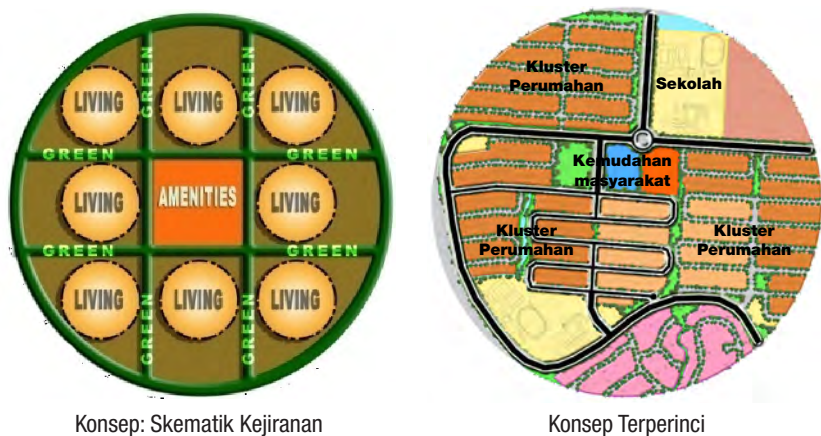 LIVING LIVING LIVING
GREEN GREEN
GREEN GREEN
LIVING AMENITIES LIVING
GREEN GREEN
LIVING LIVING LIVING
GREEN GREEN
Konsep: Skematik Kejiranan
Kluster
Perumahan
Sekolah
Kemudahan
masyarakat
Kluster
Perumahan
Kluster
Perumahan
Konsep Terperinci